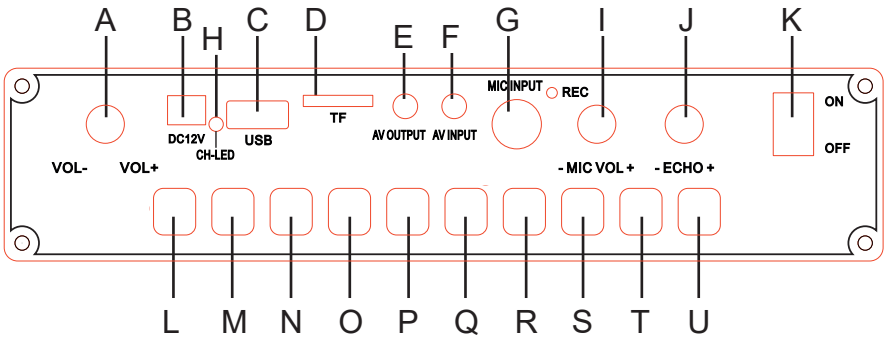 A B H C D E F G I J K
MIC INPUT
REC
ON
DC12V
USB
TF
AV OUTPUT
AV INPUT
OFF
CH-LED
VOL-
VOL+
- MIC VOL +
- ECHO +
L M N O P Q R S T U